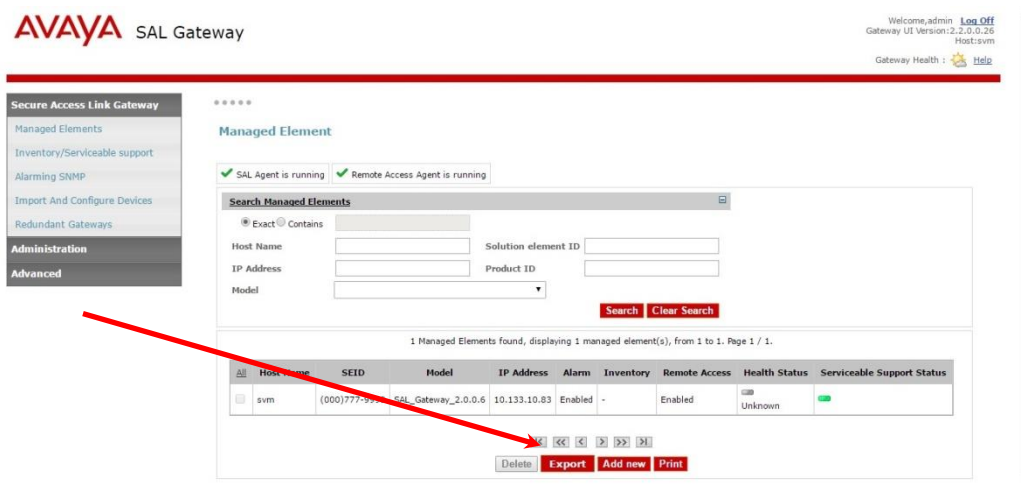 AVAYA SAL Gateway
Welcome,admin Log Off
Gateway UI Version:2.2.0.0.26
Host:svm
Gateway Health : Help
Secure Access Link Gateway
Managed Elements
Inventory/Serviceable support
Alarming SNMP
Import And Configure Devices
Redundant Gateways
Administration
Advanced
Managed Element
SAL Agent is running Remote Access Agent is running
Search Managed Elements
Exact Contains
Host Name Solution element ID
IP Address Product ID
Model
Search Clear Search
1 Managed Elements found, displaying 1 managed element(s), from 1 to 1. Page 1 / 1.
All Host Name SEID Model IP Address Alarm Inventory Remote Access Health Status Serviceable Support Status
svm SAL_Gateway_2.0.0.6 10.133.10.83 Enabled - Enabled Unknown
Delete Export Add new Print